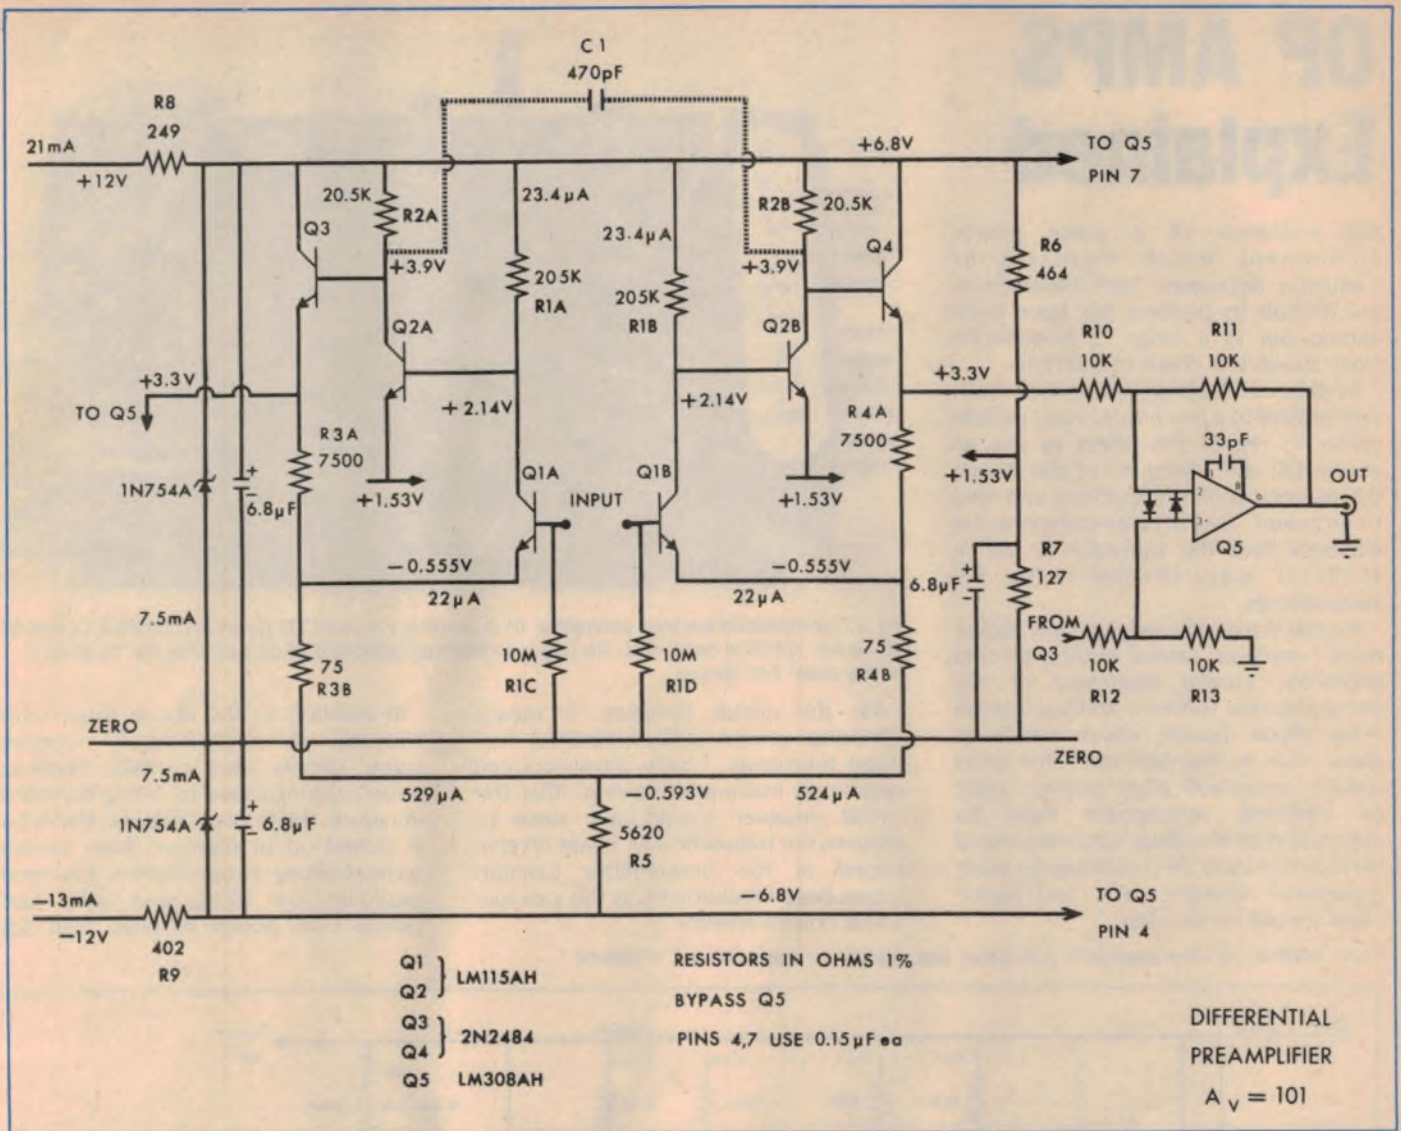 C1
470pF
R8
249
21mA
+12V
+6.8V
TO Q5
PIN 7
20.5K
R2A
23.4µA
23.4µA
R2B
20.5K
Q3
Q4
+3.9V
+3.9V
R6
464
205K
R1A
205K
R1B
Q2A
Q2B
R10
10K
R11
10K
+3.3V
+3.3V
TO Q5
+2.14V
+2.14V
R3A
7500
R4A
7500
33pF
1N754A
+
-
6.8µF
+1.53V
+1.53V
+1.53V
Q1A
INPUT
Q1B
OUT
2
3
8
6
Q5
-0.555V
22µA
-0.555V
22µA
6.8µF
+
-
R7
127
7.5mA
FROM
Q3
75
R3B
10M
R1C
10M
R1D
75
R4B
10K
R12
10K
R13
ZERO
ZERO
7.5mA
529µA
-0.593V
524µA
1N754A
+
6.8µF
5620
R5
-13mA
-12V
-6.8V
TO Q5
PIN 4
402
R9
Q1
Q2
LM115AH
Q3
Q4
2N2484
Q5 LM308AH
RESISTORS IN OHMS 1%
BYPASS Q5
PINS 4,7 USE 0.15µF ea
DIFFERENTIAL
PREAMPLIFIER
A V = 101